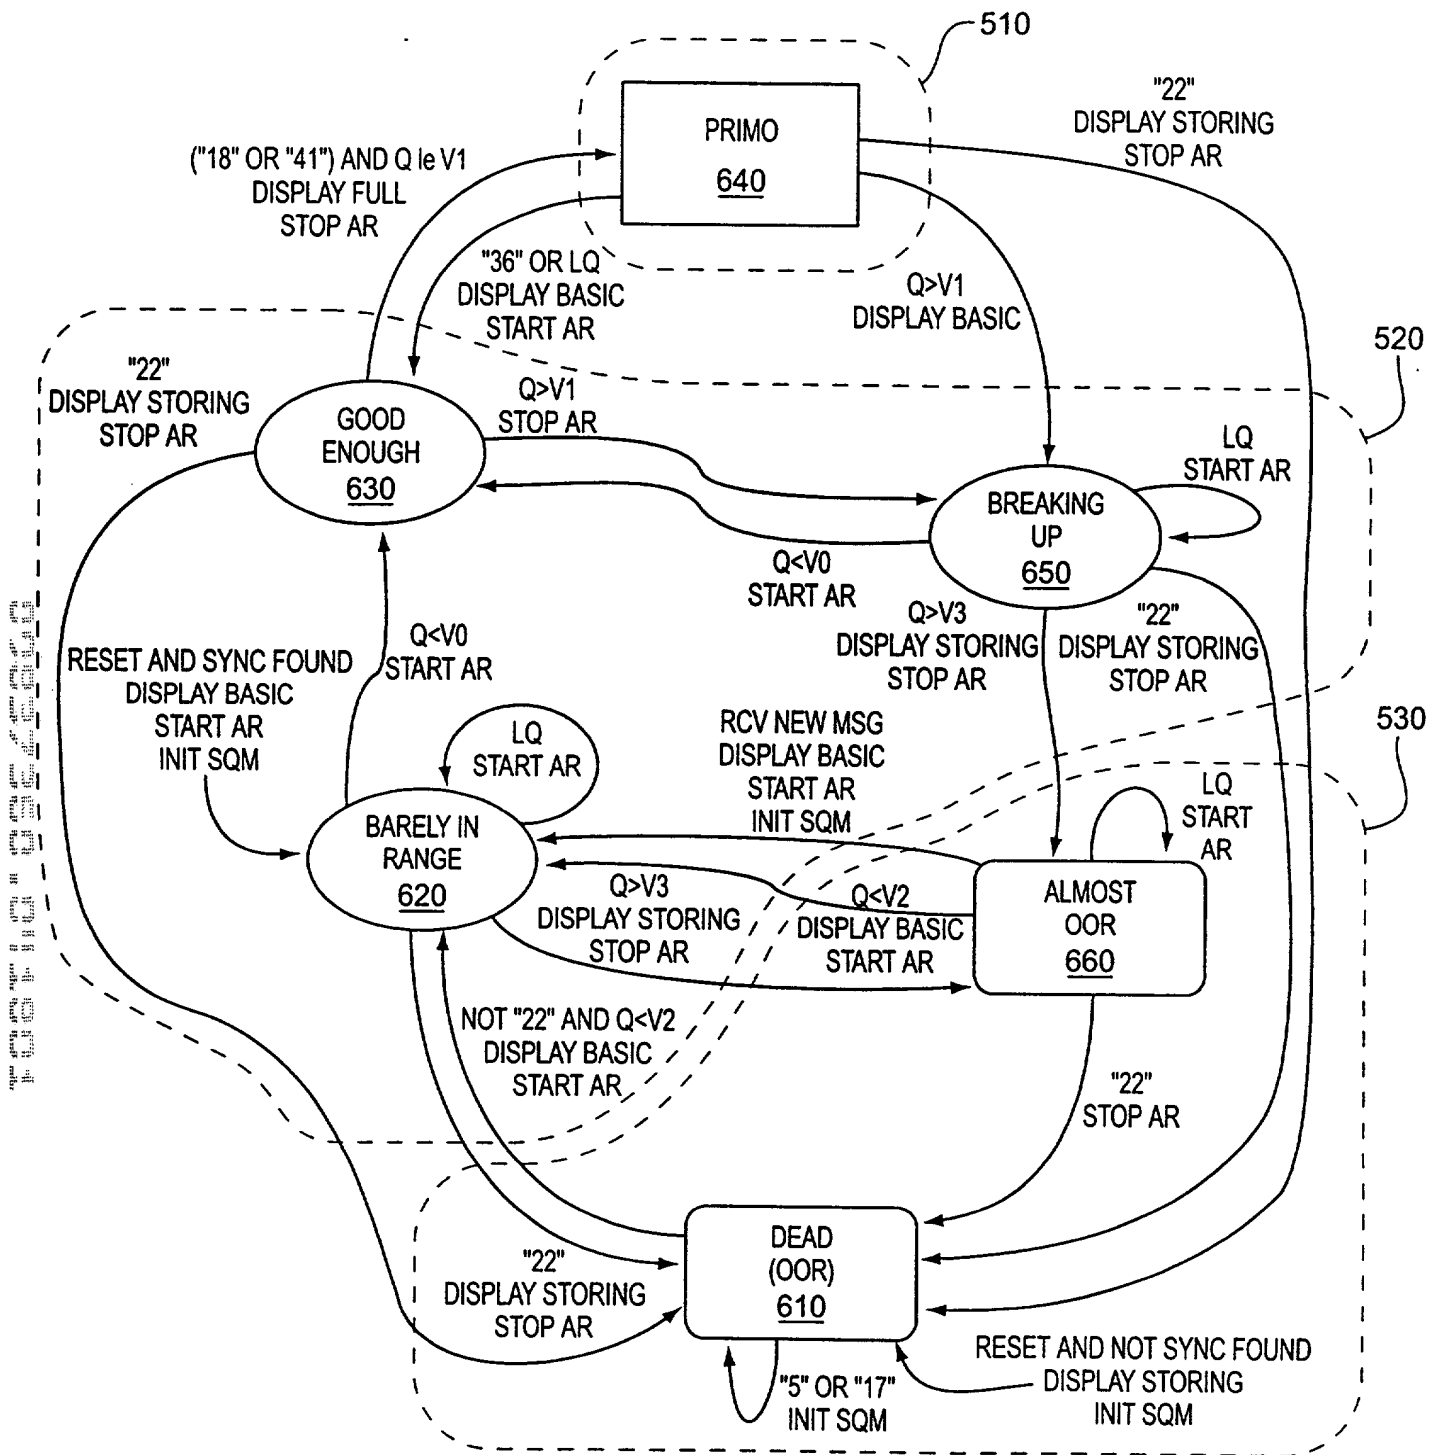 510
PRIMO
640
"22"
DISPLAY STORING
STOP AR
("18" OR "41") AND Q le V1
DISPLAY FULL
STOP AR
"36" OR LQ
DISPLAY BASIC
START AR
Q>V1
DISPLAY BASIC
520
"22"
DISPLAY STORING
STOP AR
GOOD
ENOUGH
630
Q>V1
STOP AR
LQ
START AR
BREAKING
UP
650
Q<V0
START AR
Q>V3
DISPLAY STORING
STOP AR
"22"
DISPLAY STORING
STOP AR
Q<V0
START AR
RESET AND SYNC FOUND
DISPLAY BASIC
START AR
INIT SQM
LQ
START AR
RCV NEW MSG
DISPLAY BASIC
START AR
INIT SQM
530
LQ
START
AR
BARELY IN
RANGE
620
Q>V3
DISPLAY STORING
STOP AR
Q<V2
DISPLAY BASIC
START AR
ALMOST
OOR
660
NOT "22" AND Q<V2
DISPLAY BASIC
START AR
"22"
STOP AR
"22"
DISPLAY STORING
STOP AR
DEAD
(OOR)
610
"5" OR "17"
INIT SQM
RESET AND NOT SYNC FOUND
DISPLAY STORING
INIT SQM